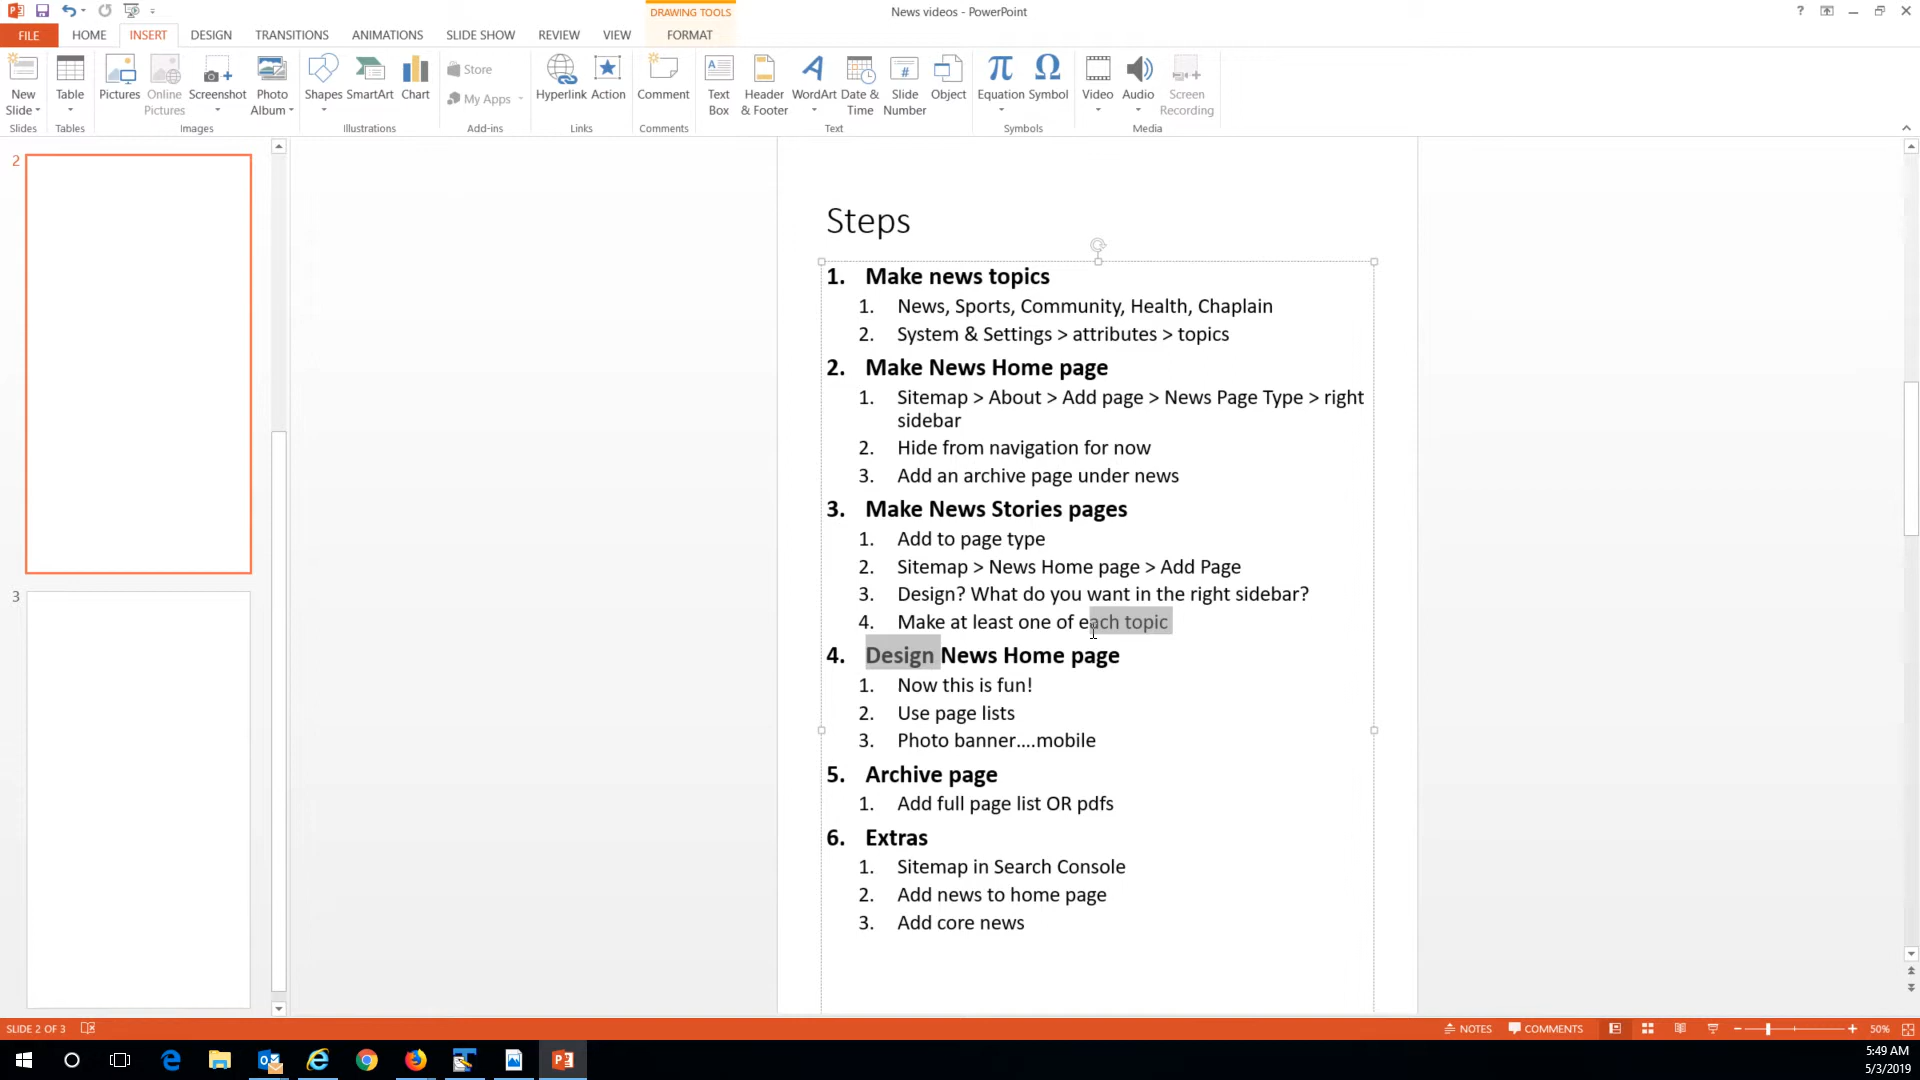 DRAWING TOOLS
News videos - PowerPoint
?
FILE HOME INSERT DESIGN TRANSITIONS ANIMATIONS SLIDE SHOW REVIEW VIEW FORMAT
New Slide
Table
Pictures
Online Pictures
Screenshot
Photo Album
Shapes
SmartArt
Chart
Store
My Apps
Hyperlink
Action
Comment
Text Box
Header & Footer
WordArt
Date & Time
Slide Number
Object
Equation
Symbol
Video
Audio
Screen Recording
Slides Tables Images Illustrations Add-ins Links Comments Text Symbols Media
2
3
Steps
1. Make news topics
1. News, Sports, Community, Health, Chaplain
2. System & Settings > attributes > topics
2. Make News Home page
1. Sitemap > About > Add page > News Page Type > right
sidebar
2. Hide from navigation for now
3. Add an archive page under news
3. Make News Stories pages
1. Add to page type
2. Sitemap > News Home page > Add Page
3. Design? What do you want in the right sidebar?
4. Make at least one of each topic
4. Design News Home page
1. Now this is fun!
2. Use page lists
3. Photo banner....mobile
5. Archive page
1. Add full page list OR pdfs
6. Extras
1. Sitemap in Search Console
2. Add news to home page
3. Add core news
SLIDE 2 OF 3
NOTES
COMMENTS
50%
5:49 AM
5/3/2019